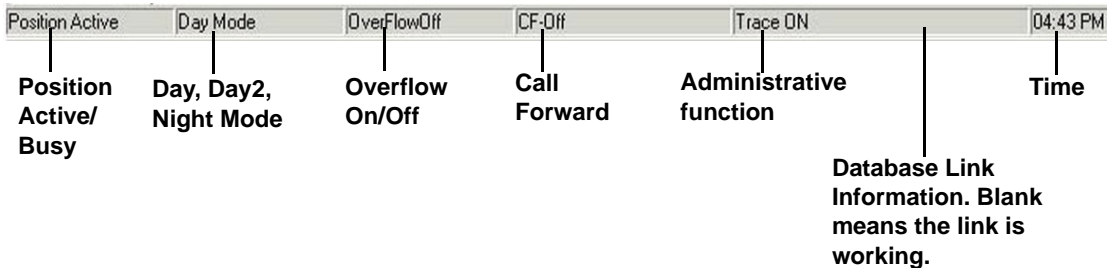 Position Active Day Mode OverFlowOff CF-Off Trace ON 04:43 PM
Position
Active/
Busy
Day, Day2,
Night Mode
Overflow
On/Off
Call
Forward
Administrative
function
Time
Database Link
Information. Blank
means the link is
working.